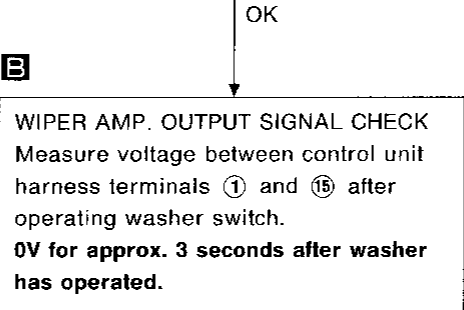 OK
B
WIPER AMP. OUTPUT SIGNAL CHECK
Measure voltage between control unit
harness terminals ① and ⑮ after
operating washer switch.
0V for approx. 3 seconds after washer
has operated.